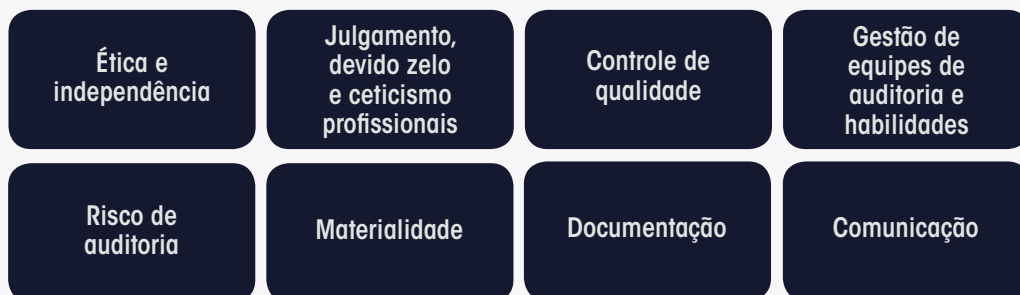 Ética e
independência
Julgamento,
devido zelo
e ceticismo
profissionais
Controle de
qualidade
Gestão de
equipes de
auditoria e
habilidades
Risco de
auditoria
Materialidade
Documentação
Comunicação